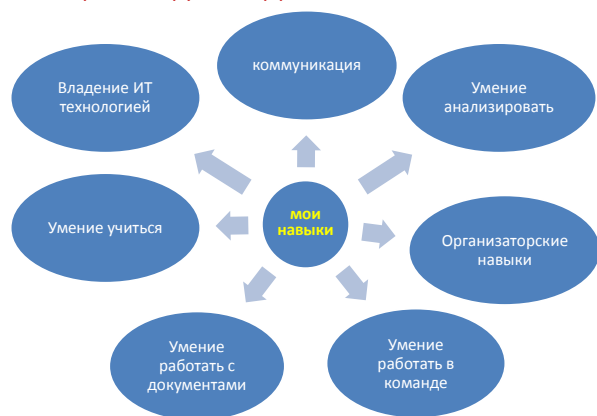 коммуникация
Владение ИТ
технологией
Умение
анализировать
мои
навыки
Умение учиться
Организаторские
навыки
Умение
работать с
документами
Умение
работать в
команде